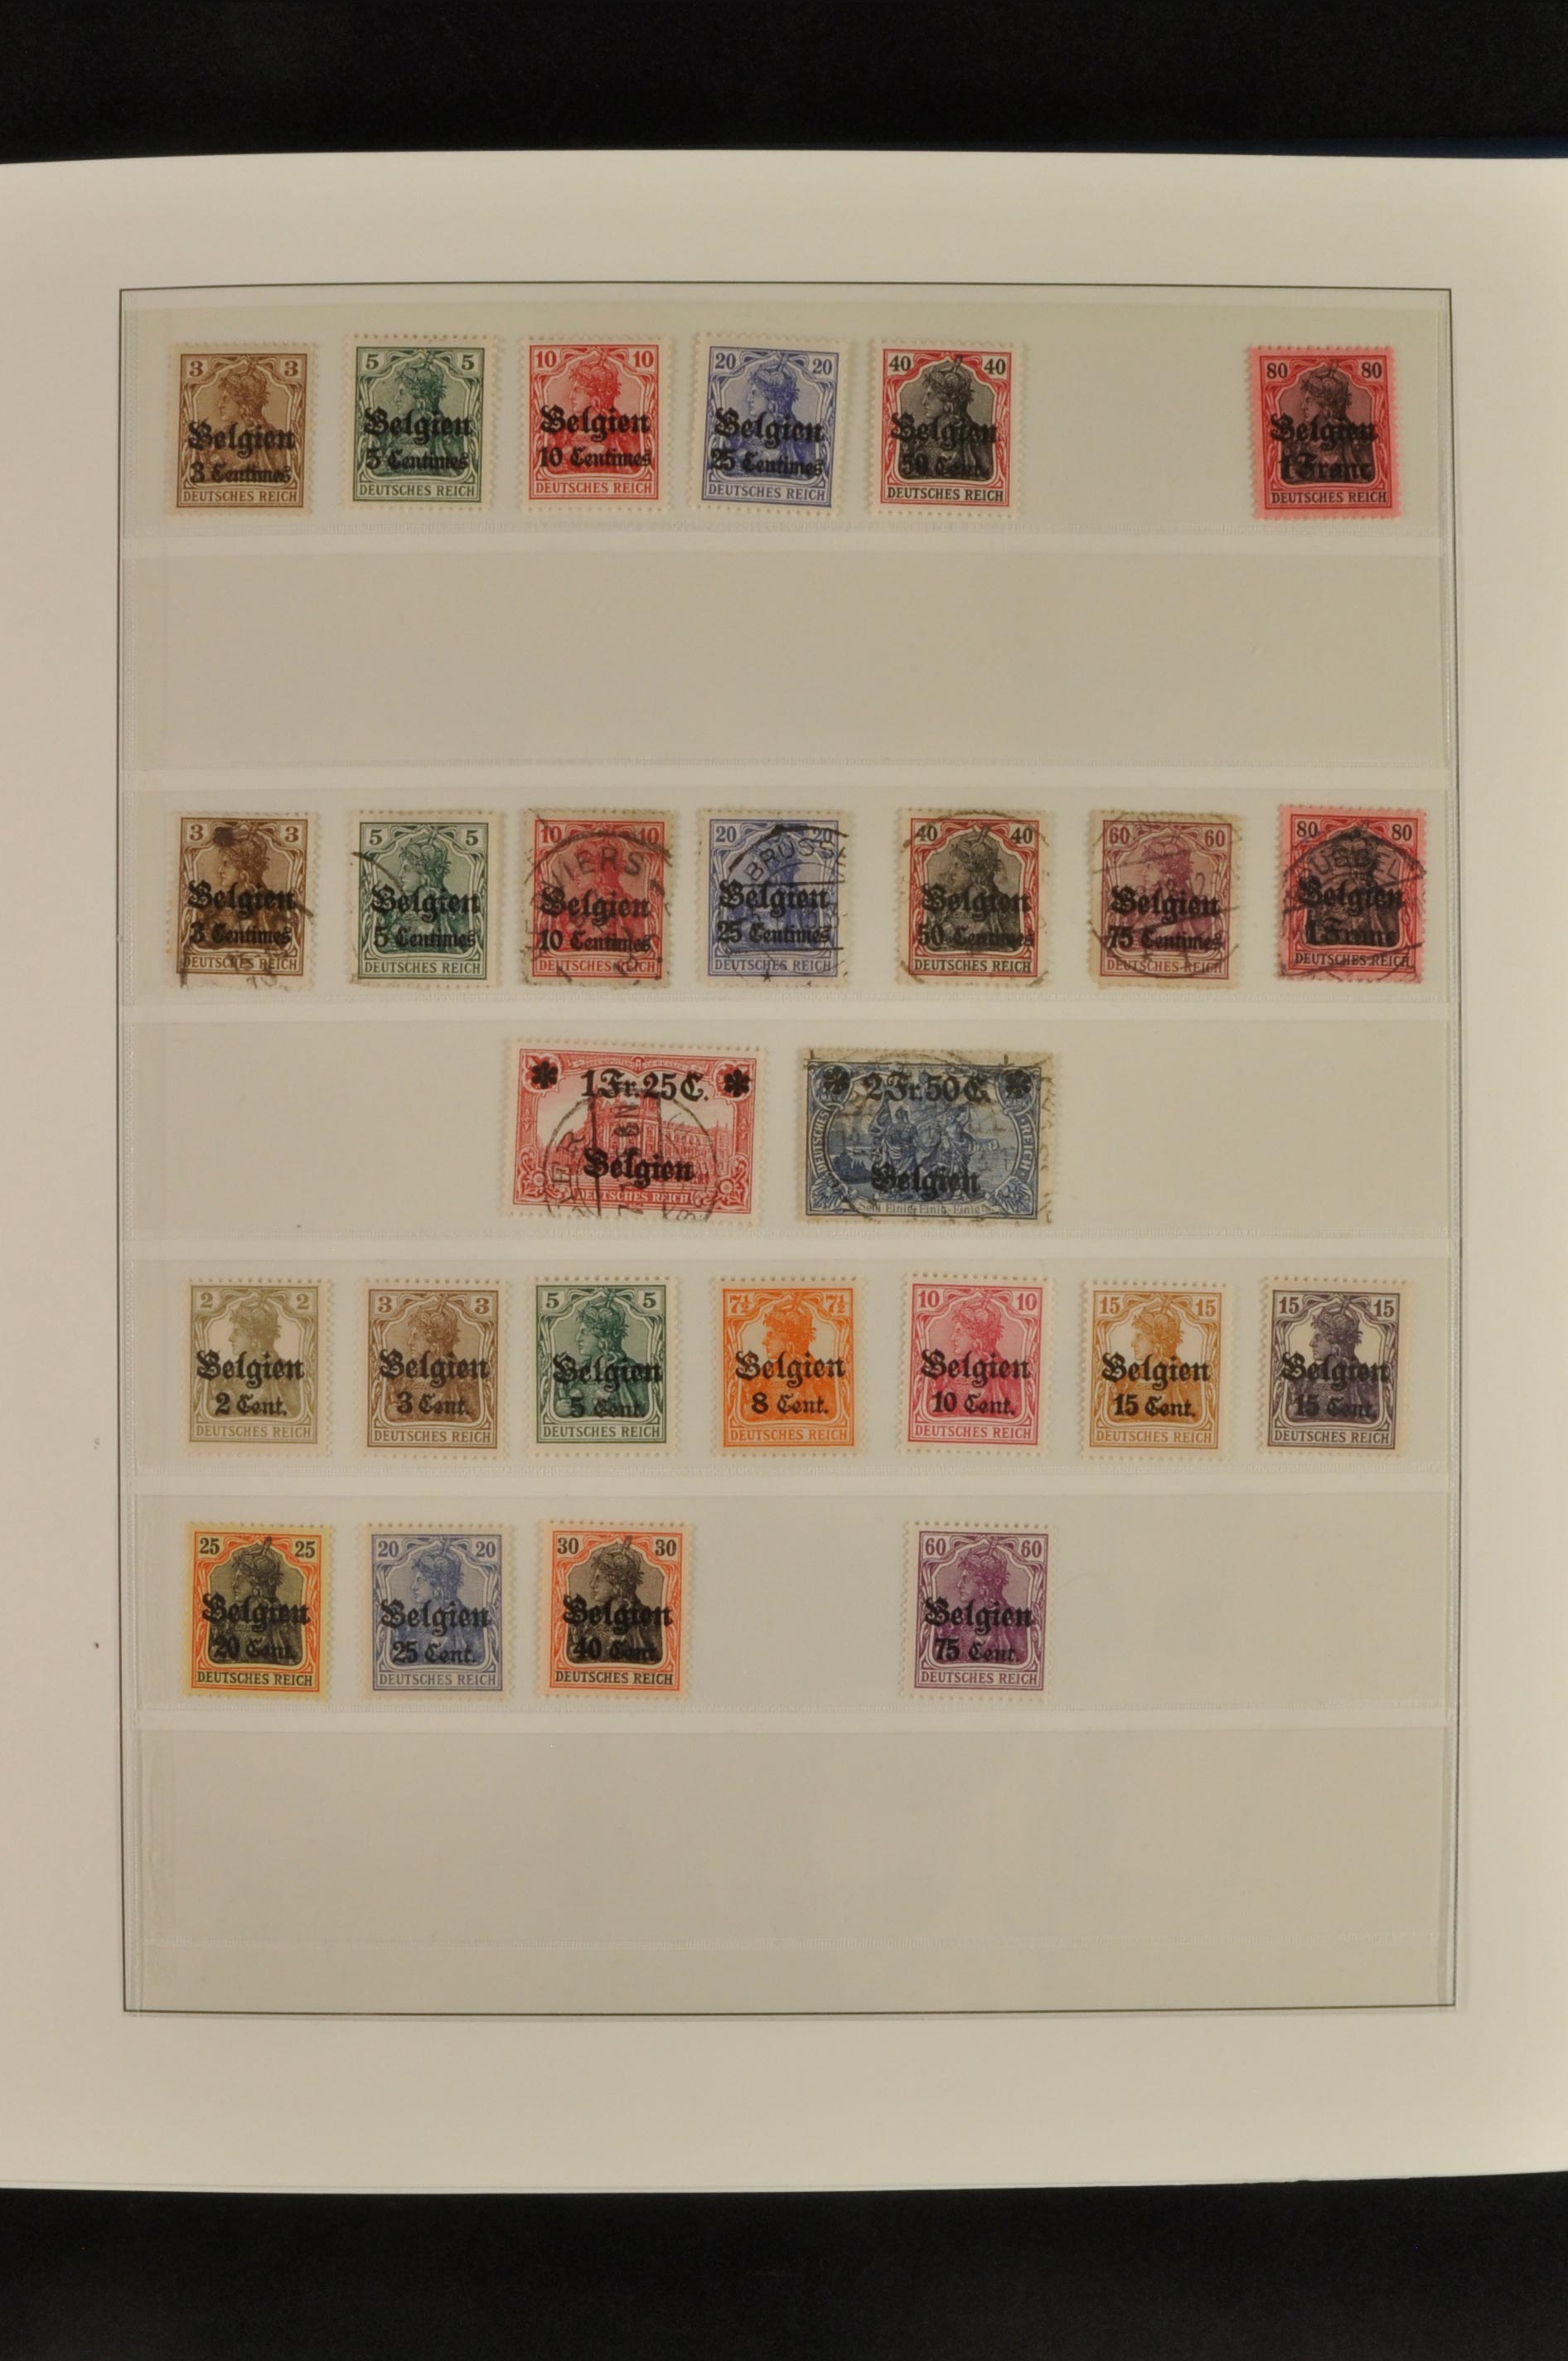 3 3
Belgien
3 Centimes
DEUTSCHES REICH
5 5
Belgien
5 Centimes
DEUTSCHES REICH
10 10
Belgien
10 Centimes
DEUTSCHES REICH
20 20
Belgien
25 Centimes
DEUTSCHES REICH
40 40
Belgien
50 Cent.
DEUTSCHES REICH
80 80
Belgien
1 Franc
DEUTSCHES REICH
3 3
Belgien
3 Centimes
DEUTSCHES REICH
5 5
Belgien
5 Centimes
DEUTSCHES REICH
10 10
VIERS
Belgien
10 Centimes
DEUTSCHES REICH
20 20
BRÜSSE
Belgien
25 Centimes
DEUTSCHES REICH
40 40
Belgien
50 Centimes
DEUTSCHES REICH
60 60
Belgien
75 Centimes
DEUTSCHES REICH
80 80
ÜSSEL
Belgien
1 Franc
DEUTSCHES REICH
1 Fr. 25 C.
Belgien
DEUTSCHES REICH
2 Fr. 50 C.
DEUTSCHES REICH
Belgien
Seid Einig-Einig-Einig
2 2
Belgien
2 Cent.
DEUTSCHES REICH
3 3
Belgien
3 Cent.
DEUTSCHES REICH
5 5
Belgien
5 Cent.
DEUTSCHES REICH
7½ 7½
Belgien
8 Cent.
DEUTSCHES REICH
10 10
Belgien
10 Cent.
DEUTSCHES REICH
15 15
Belgien
15 Cent.
DEUTSCHES REICH
15 15
Belgien
15 Cent.
DEUTSCHES REICH
25 25
Belgien
20 Cent.
DEUTSCHES REICH
20 20
Belgien
25 Cent.
DEUTSCHES REICH
30 30
Belgien
40 Cent.
DEUTSCHES REICH
60 60
Belgien
75 Cent.
DEUTSCHES REICH